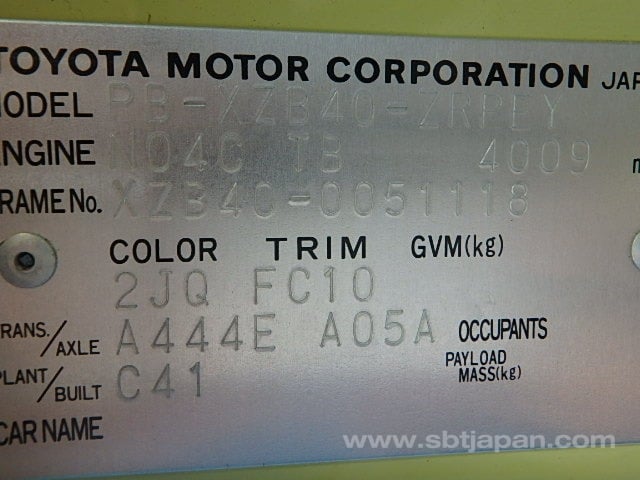 TOYOTA MOTOR CORPORATION JAP
MODEL PB-XZB40-ZRPEY
ENGINE N04C TB 4009 m
FRAME No. XZB40-0051118
COLOR TRIM GVM(kg)
2JQ FC10
TRANS./AXLE A444E A05A OCCUPANTS
PAYLOAD MASS(kg)
PLANT/BUILT C41
CAR NAME
www.sbtjapan.com